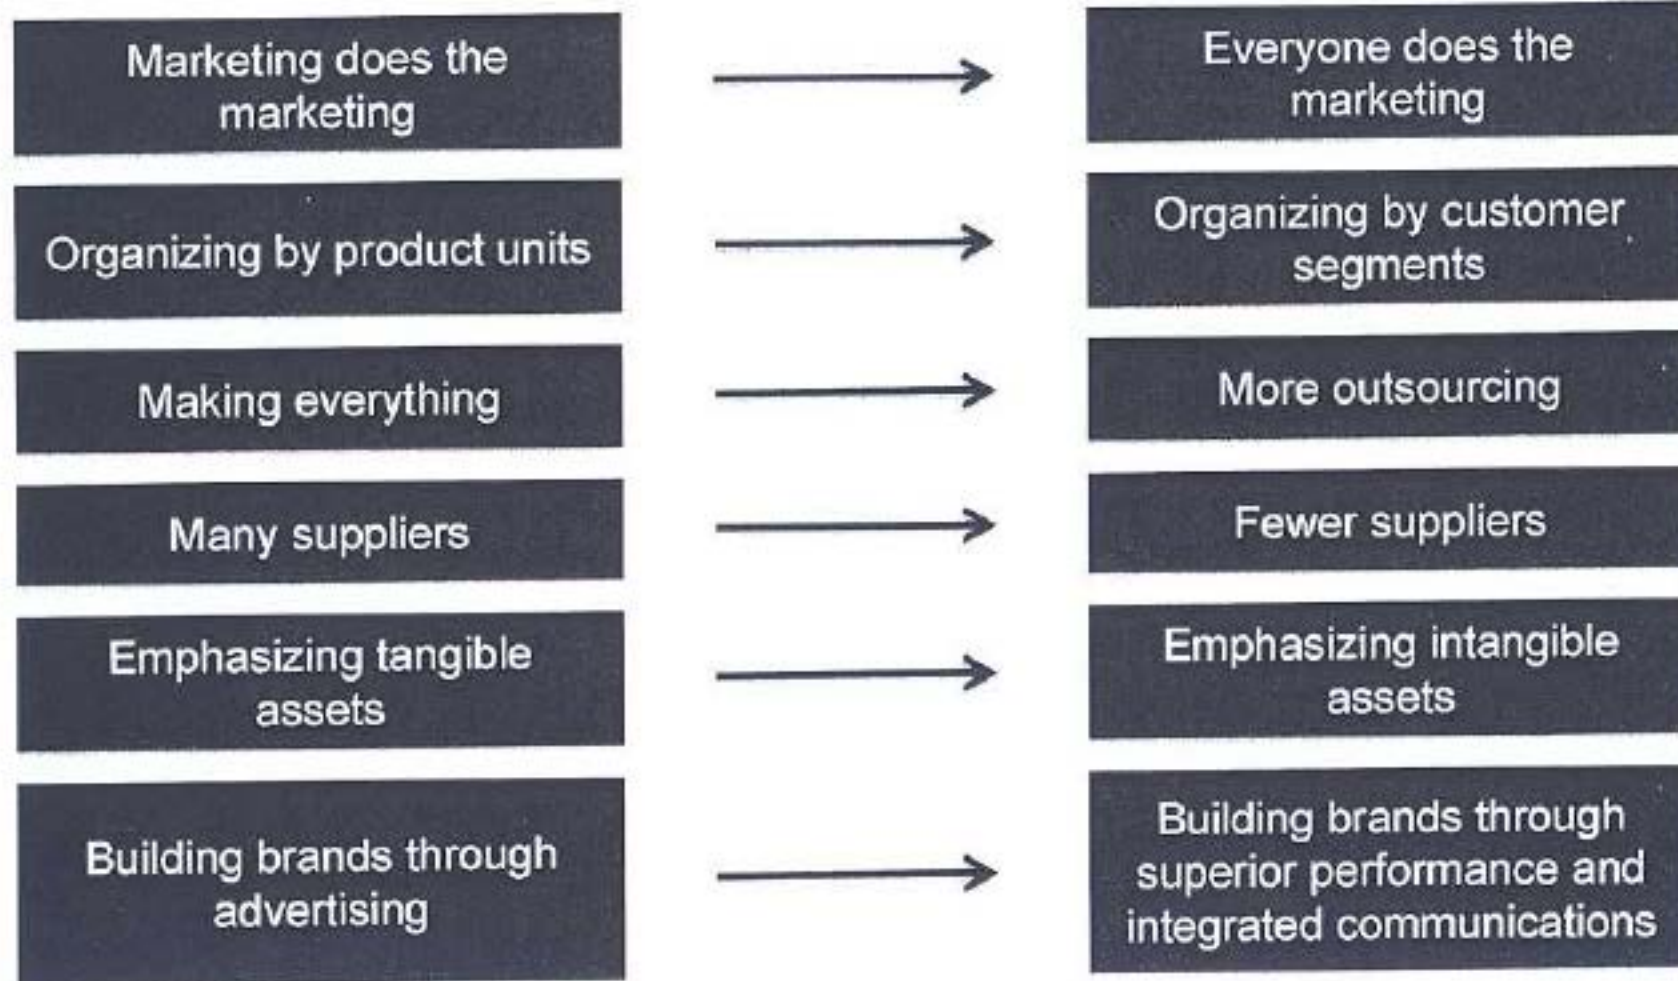 Marketing does the
marketing
Everyone does the
marketing
Organizing by product units
Organizing by customer
segments
Making everything
More outsourcing
Many suppliers
Fewer suppliers
Emphasizing tangible
assets
Emphasizing intangible
assets
Building brands through
advertising
Building brands through
superior performance and
integrated communications